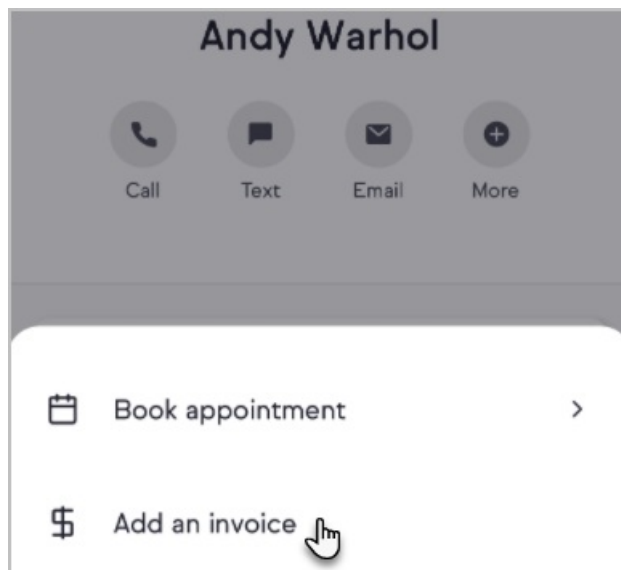 Andy Warhol
Call Text Email More
Book appointment
Add an invoice